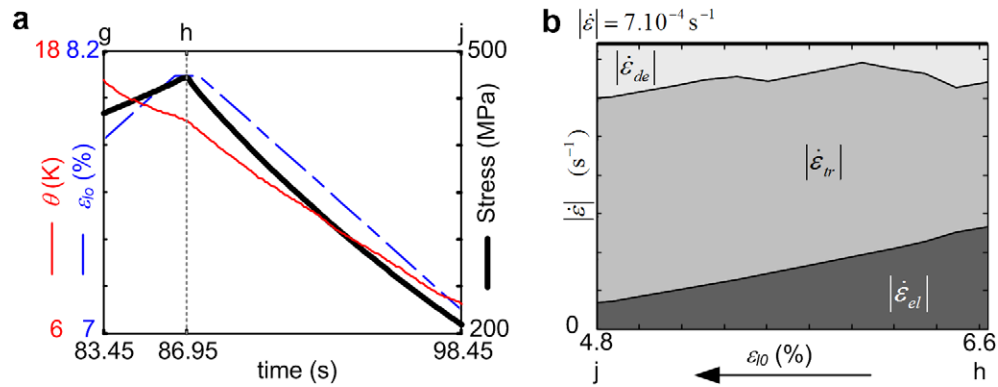 a
g h j
18 8.2 500
θ (K)
ε_lo (%)
Stress (MPa)
6 7 200
83.45 86.95 98.45
time (s)
b
|ε̇| = 7.10⁻⁴ s⁻¹
|ε̇_de|
|ε̇_tr|
|ε̇_el|
|ε̇| (s⁻¹)
0
4.8 ε_l0 (%) 6.6
j h